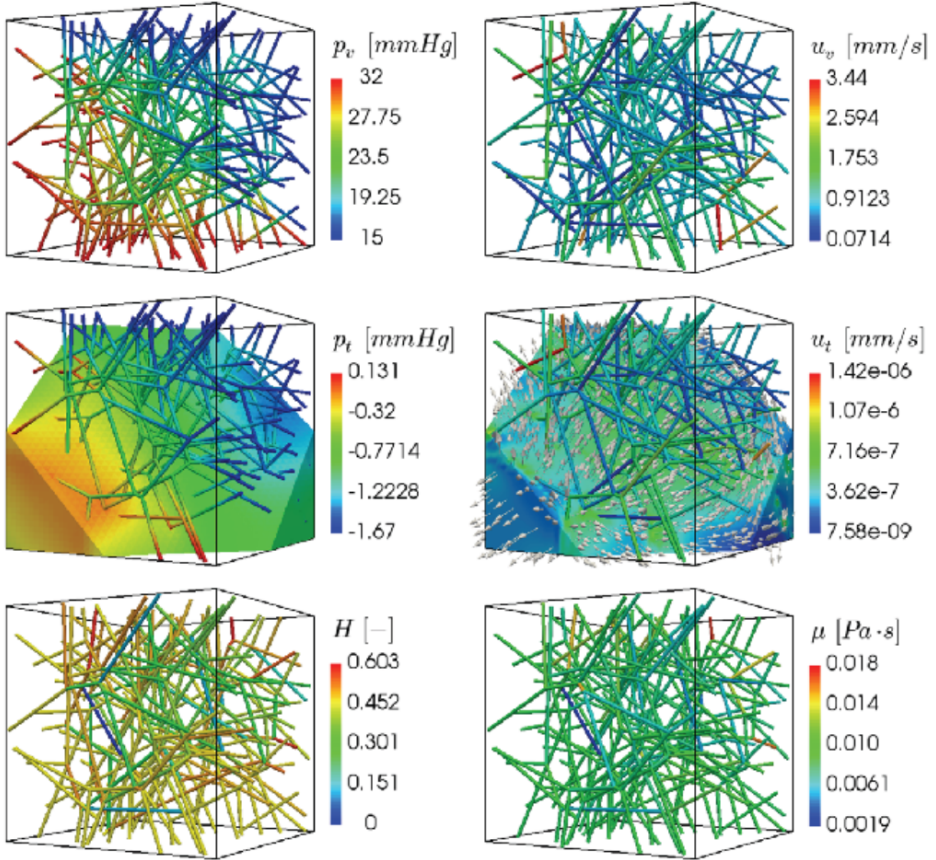 p_v [mmHg]
32
27.75
23.5
19.25
15
u_v [mm/s]
3.44
2.594
1.753
0.9123
0.0714
p_t [mmHg]
0.131
-0.32
-0.7714
-1.2228
-1.67
u_t [mm/s]
1.42e-06
1.07e-6
7.16e-7
3.62e-7
7.58e-09
H [−]
0.603
0.452
0.301
0.151
0
μ [Pa·s]
0.018
0.014
0.010
0.0061
0.0019